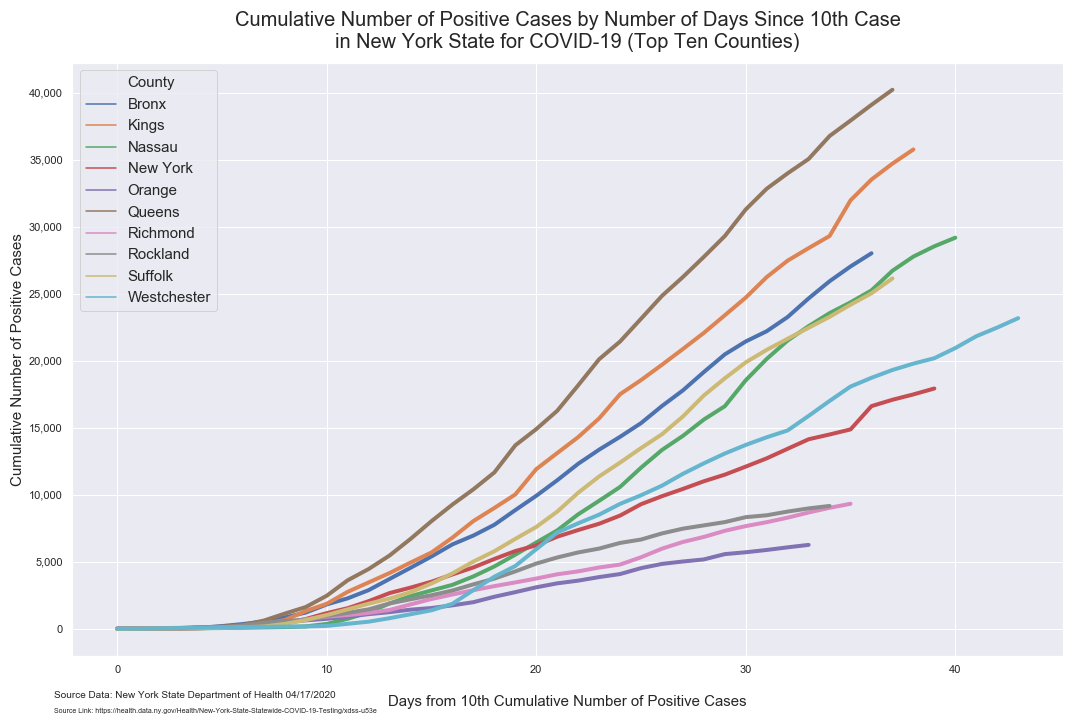 Cumulative Number of Positive Cases by Number of Days Since 10th Case
in New York State for COVID-19 (Top Ten Counties)
County
Bronx
Kings
Nassau
New York
Orange
Queens
Richmond
Rockland
Suffolk
Westchester
Cumulative Number of Positive Cases
40,000
35,000
30,000
25,000
20,000
15,000
10,000
5,000
0
0 10 20 30 40
Days from 10th Cumulative Number of Positive Cases
Source Data: New York State Department of Health 04/17/2020
Source Link: https://health.data.ny.gov/Health/New-York-State-Statewide-COVID-19-Testing/xdss-u53e